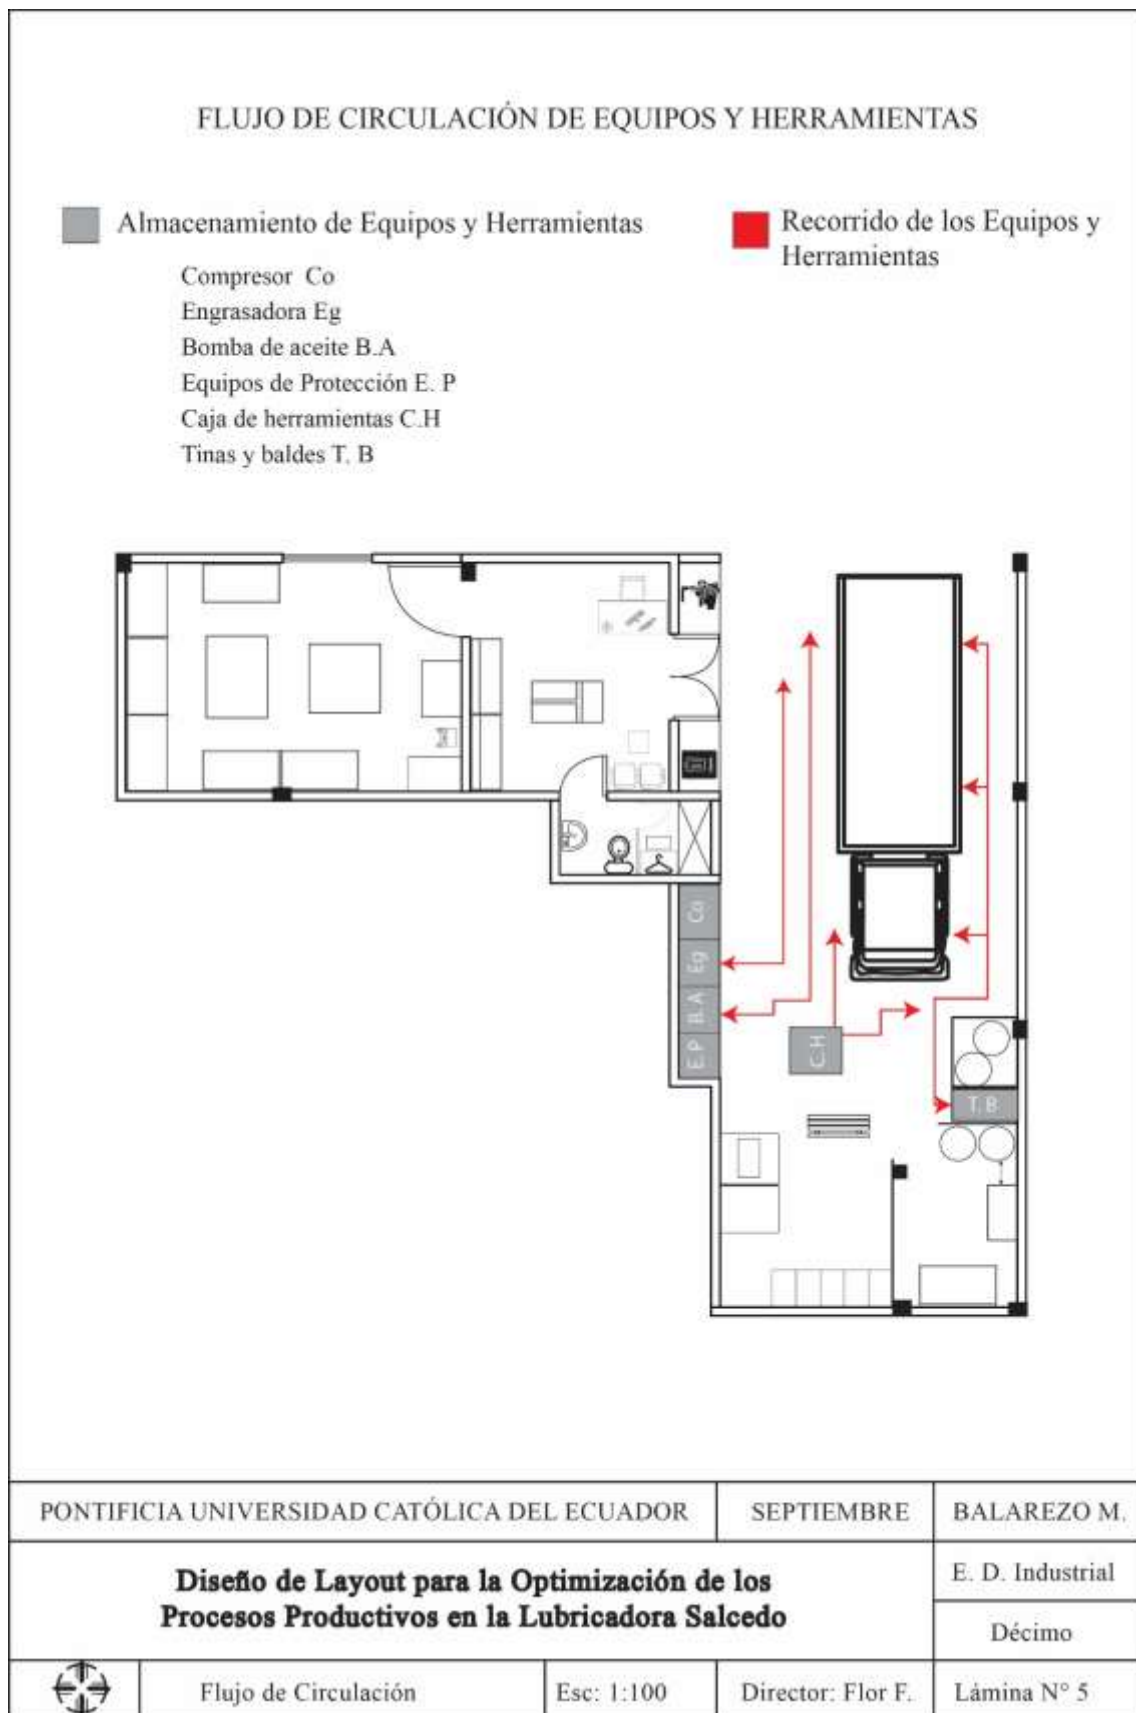 FLUJO DE CIRCULACIÓN DE EQUIPOS Y HERRAMIENTAS
Almacenamiento de Equipos y Herramientas
Recorrido de los Equipos y
Herramientas
Compresor Co
Engrasadora Eg
Bomba de aceite B.A
Equipos de Protección E. P
Caja de herramientas C.H
Tinas y baldes T. B
Co
Eg
B. A
E. P
C.H
T. B
PONTIFICIA UNIVERSIDAD CATÓLICA DEL ECUADOR
SEPTIEMBRE
BALAREZO M.
Diseño de Layout para la Optimización de los
Procesos Productivos en la Lubricadora Salcedo
E. D. Industrial
Décimo
Flujo de Circulación
Esc: 1:100
Director: Flor F.
Lámina N° 5